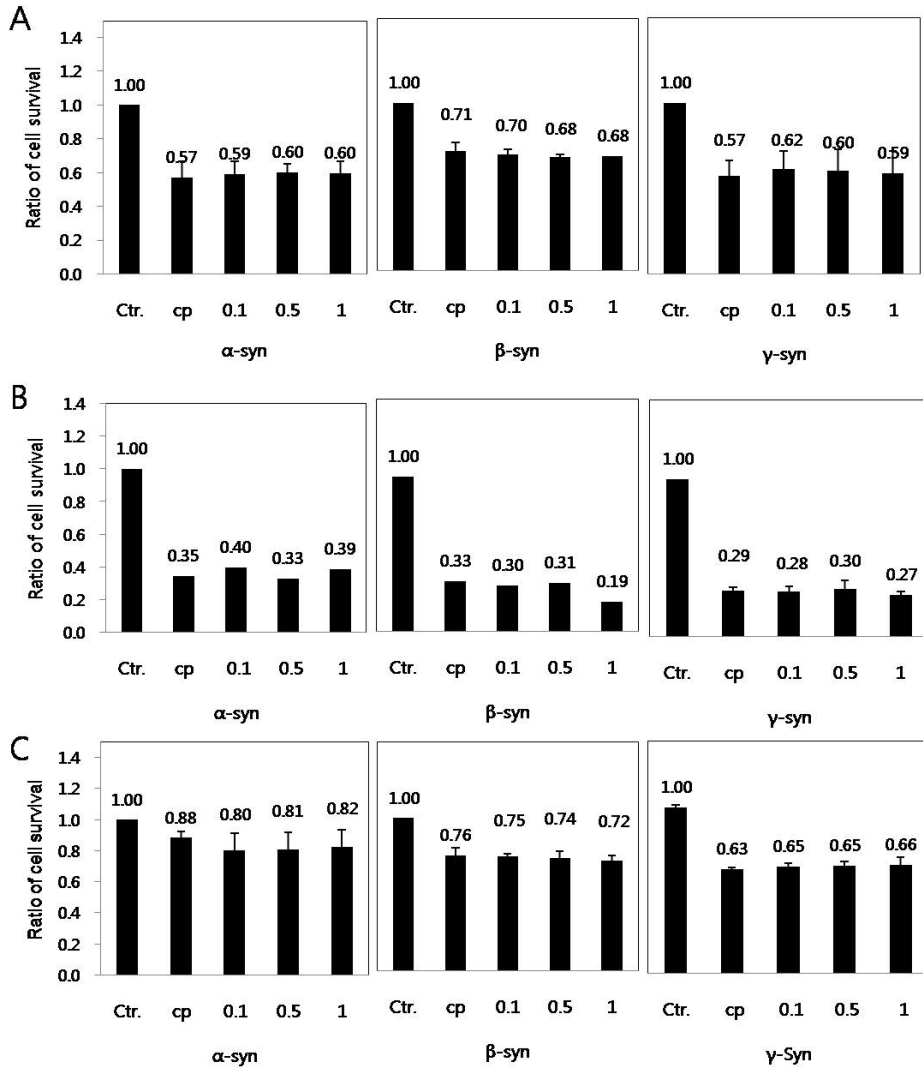 A
Ratio of cell survival
1.4
1.2
1.0
0.8
0.6
0.4
0.2
0.0
1.00 0.57 0.59 0.60 0.60
1.00 0.71 0.70 0.68 0.68
1.00 0.57 0.62 0.60 0.59
Ctr. cp 0.1 0.5 1 Ctr. cp 0.1 0.5 1 Ctr. cp 0.1 0.5 1
α-syn β-syn γ-syn
B
Ratio of cell survival
1.4
1.2
1.0
0.8
0.6
0.4
0.2
0.0
1.00 0.35 0.40 0.33 0.39
1.00 0.33 0.30 0.31 0.19
1.00 0.29 0.28 0.30 0.27
Ctr. cp 0.1 0.5 1 Ctr. cp 0.1 0.5 1 Ctr. cp 0.1 0.5 1
α-syn β-syn γ-syn
C
Ratio of cell survival
1.4
1.2
1.0
0.8
0.6
0.4
0.2
0.0
1.00 0.88 0.80 0.81 0.82
1.00 0.76 0.75 0.74 0.72
1.00 0.63 0.65 0.65 0.66
Ctr. cp 0.1 0.5 1 Ctr. cp 0.1 0.5 1 Ctr. cp 0.1 0.5 1
α-syn β-syn γ-Syn